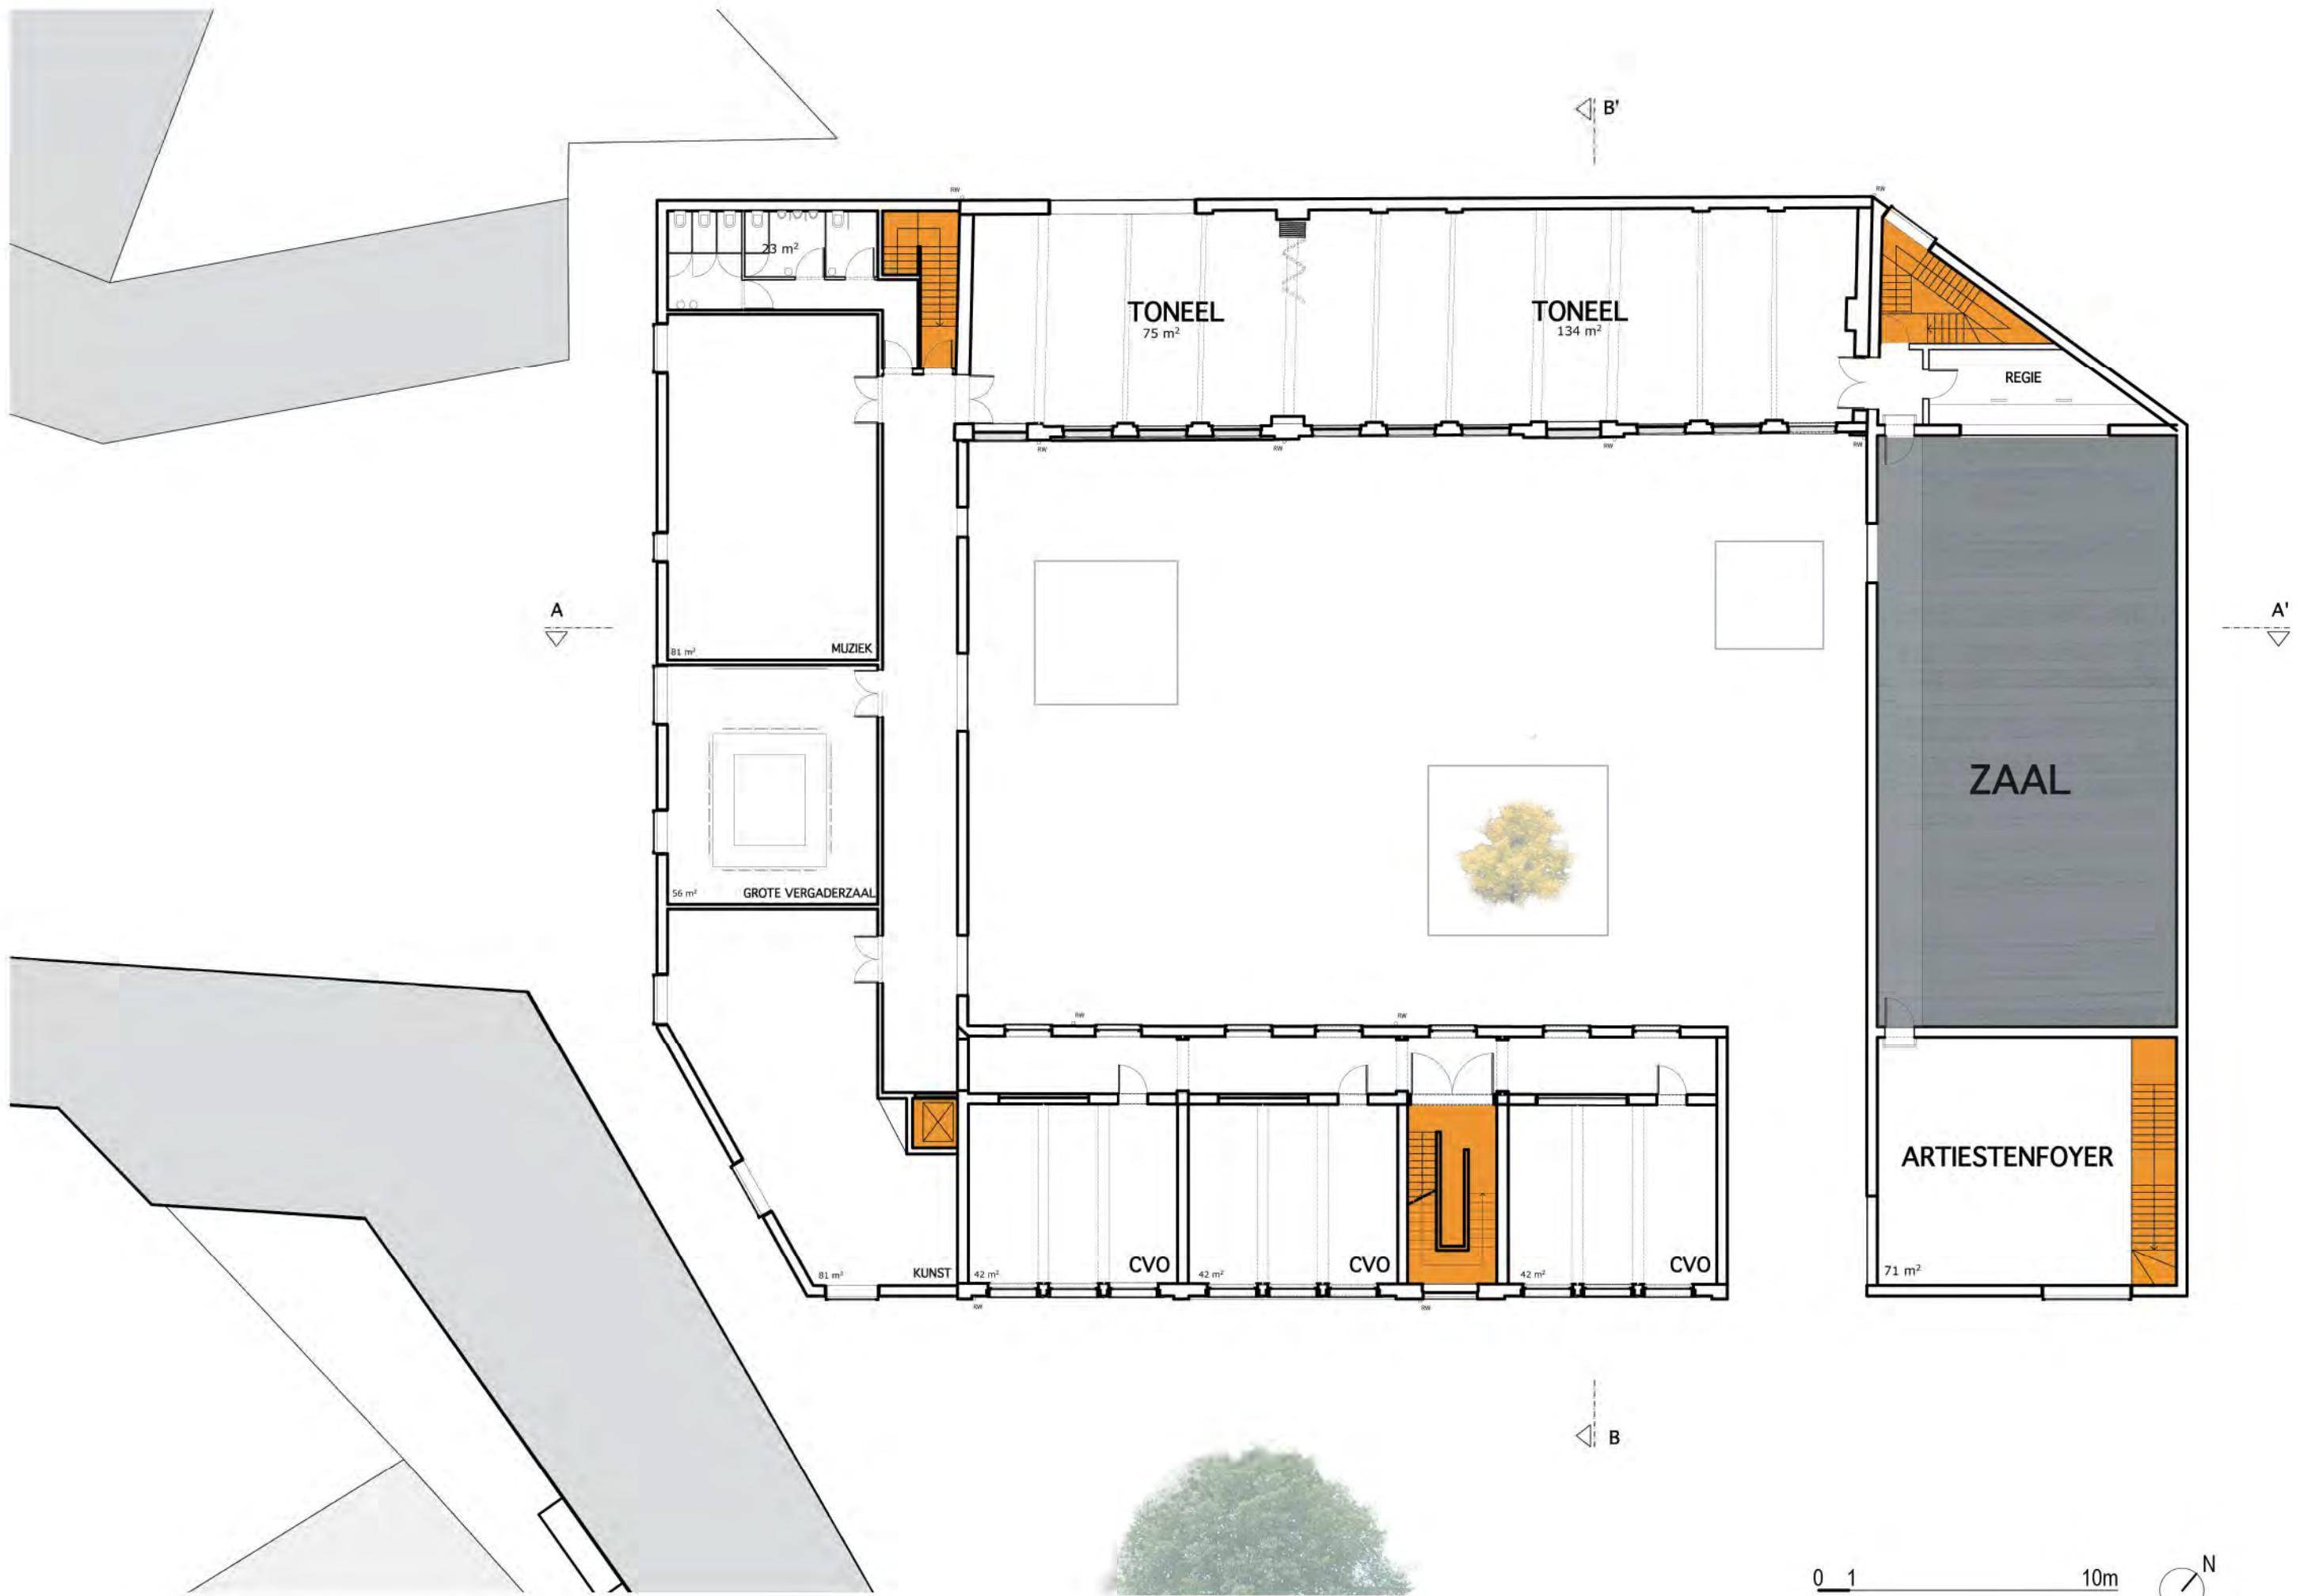 B'
RW
RW
23 m²
TONEEL
75 m²
TONEEL
134 m²
REGIE
RW
RW
RW
RW
A
A'
81 m²
MUZIEK
ZAAL
56 m²
GROTE VERGADERZAAL
RW
RW
ARTIESTENFOYER
81 m²
KUNST
42 m²
CVO
42 m²
CVO
42 m²
CVO
71 m²
RW
RW
B
0 1 10m
N